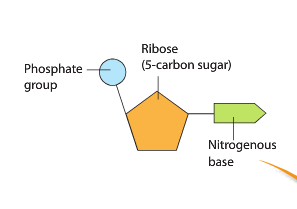 Ribose
(5-carbon sugar)
Phosphate
group
Nitrogenous
base